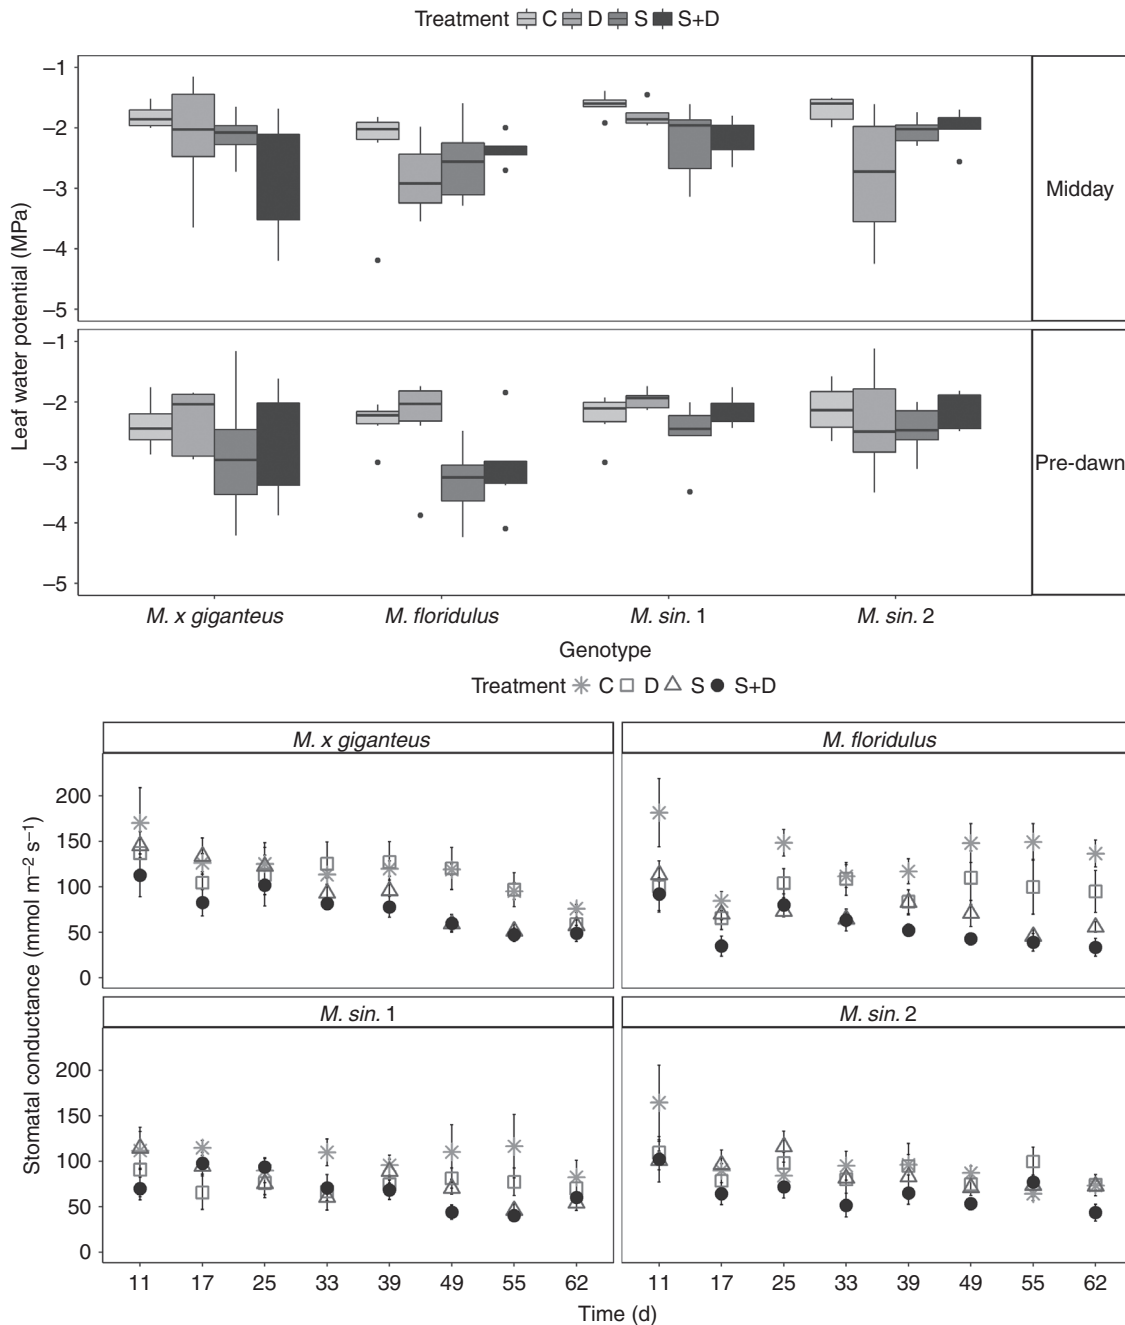 Treatment C D S S+D
–1
–2
–3
–4
–5
Midday
Leaf water potential (MPa)
–1
–2
–3
–4
–5
Pre-dawn
M. x giganteus M. floridulus M. sin. 1 M. sin. 2
Genotype
Treatment C D S S+D
M. x giganteus M. floridulus
200
150
100
50
0
Stomatal conductance (mmol m–2 s–1)
M. sin. 1 M. sin. 2
200
150
100
50
0
11 17 25 33 39 49 55 62 11 17 25 33 39 49 55 62
Time (d)